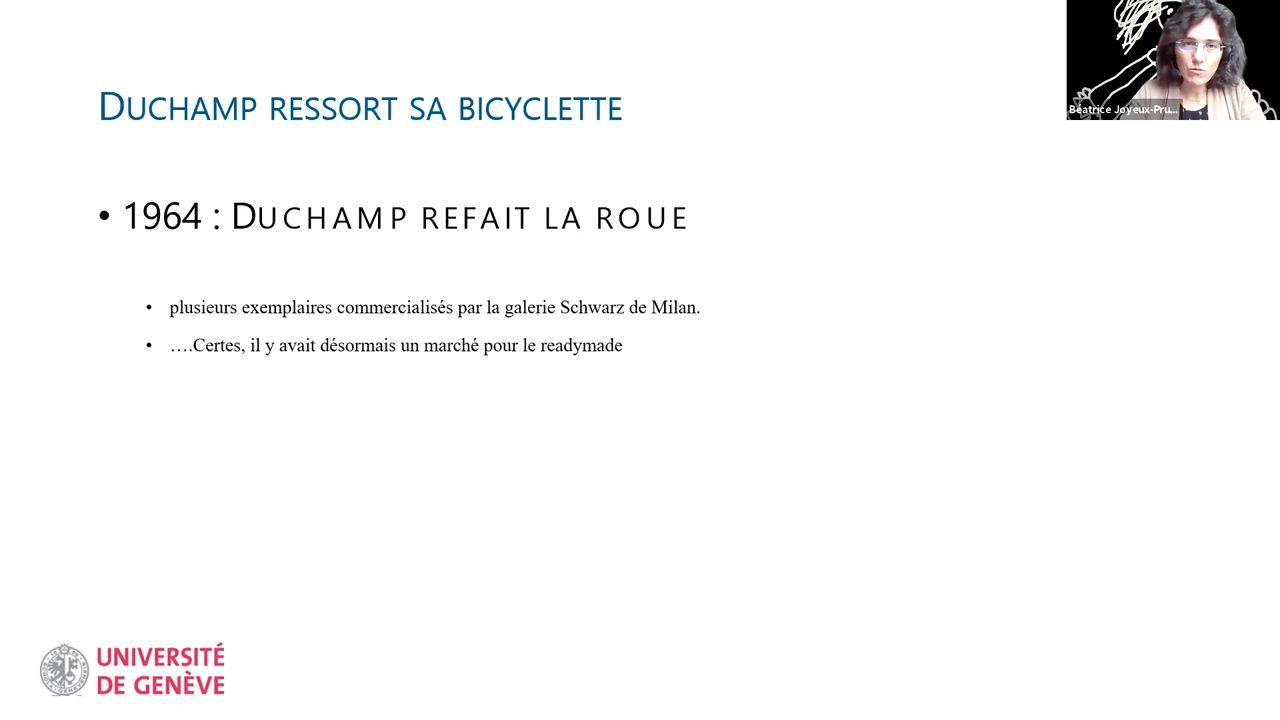 DUCHAMP RESSORT SA BICYCLETTE
Béatrice Joyeux-Pru...
• 1964 : DUCHAMP REFAIT LA ROUE
• plusieurs exemplaires commercialisés par la galerie Schwarz de Milan.
• ….Certes, il y avait désormais un marché pour le readymade
UNIVERSITÉ
DE GENÈVE